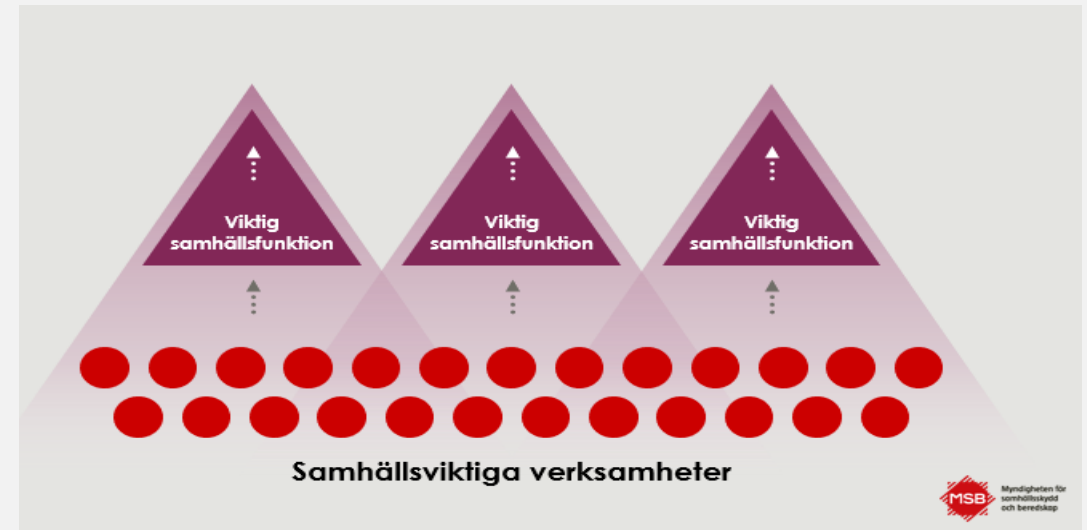 Viktig
samhällsfunktion
Viktig
samhällsfunktion
Viktig
samhällsfunktion
Samhällsviktiga verksamheter
MSB
Myndigheten för
samhällsskydd
och beredskap